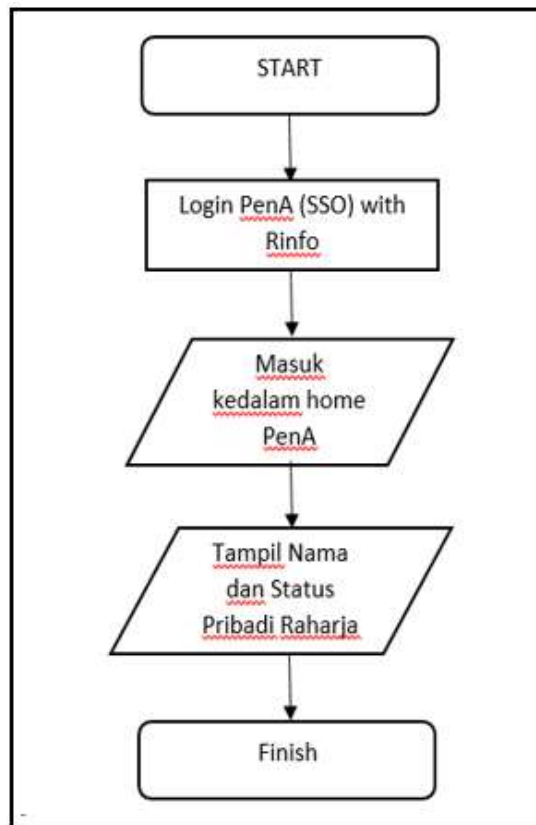 START
Login PenA (SSO) with
Rinfo
Masuk
kedalam home
PenA
Tampil Nama
dan Status
Pribadi Raharja
Finish